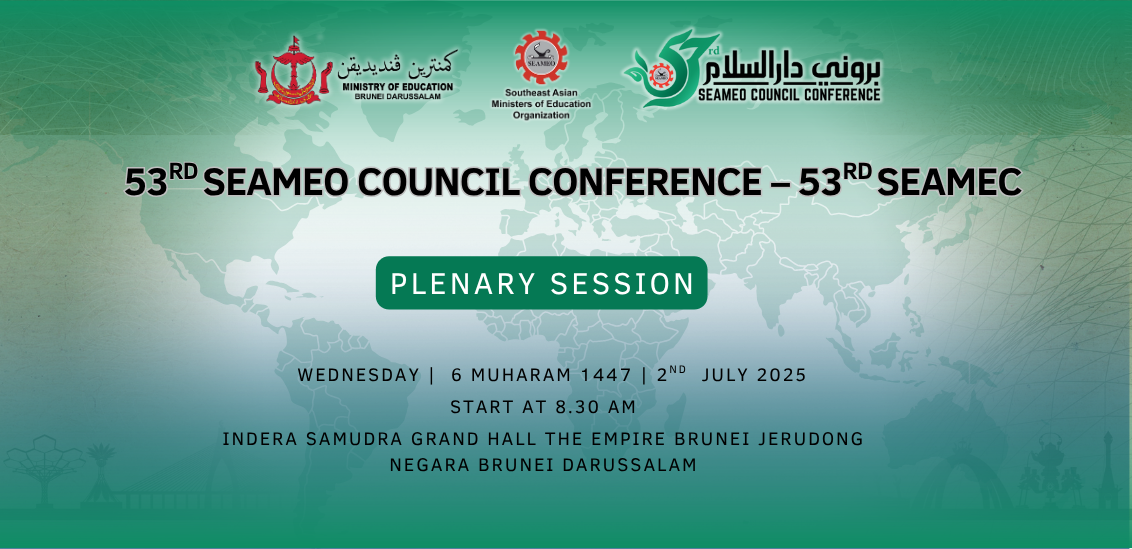 كمنترين ڤنديديقن
MINISTRY OF EDUCATION
BRUNEI DARUSSALAM
SEAMEO
Southeast Asian
Ministers of Education
Organization
53rd
SEAMEO
بروني دارالسلام
SEAMEO COUNCIL CONFERENCE
53RD SEAMEO COUNCIL CONFERENCE – 53RD SEAMEC
PLENARY SESSION
WEDNESDAY | 6 MUHARAM 1447 | 2ND JULY 2025
START AT 8.30 AM
INDERA SAMUDRA GRAND HALL THE EMPIRE BRUNEI JERUDONG
NEGARA BRUNEI DARUSSALAM